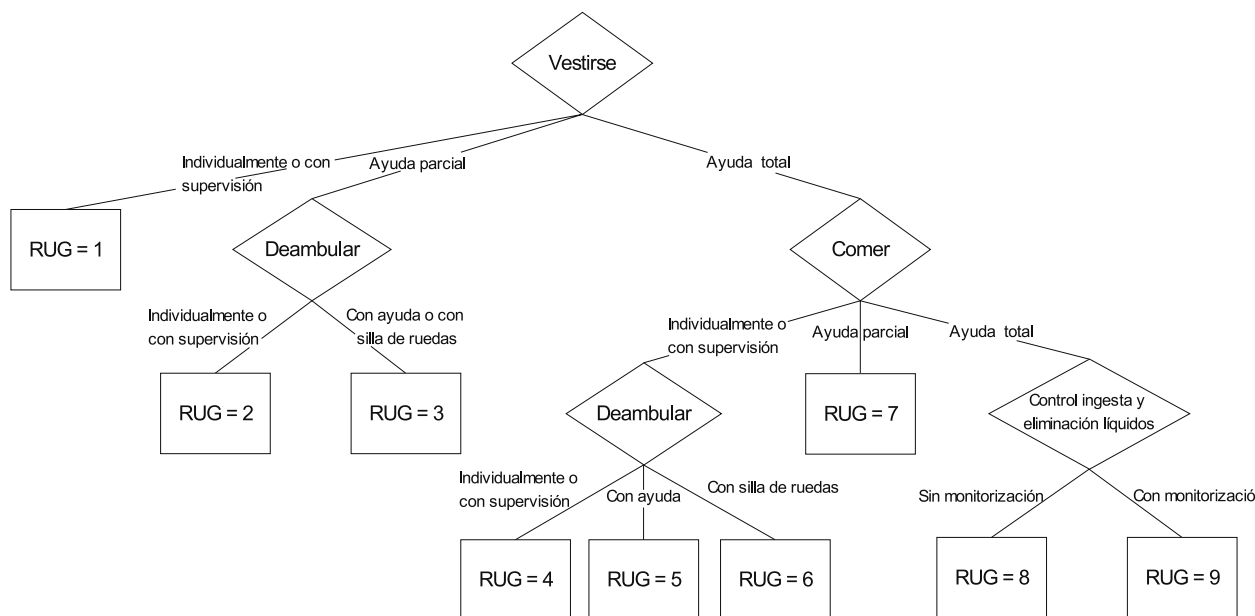 Vestirse
Individualmente o con
supervisión
Ayuda parcial
Ayuda total
RUG = 1
Deambular
Comer
Individualmente o
con supervisión
Con ayuda o con
silla de ruedas
Individualmente o
con supervisión
Ayuda parcial
Ayuda total
RUG = 2
RUG = 3
Deambular
RUG = 7
Control ingesta y
eliminación líquidos
Individualmente o
con supervisión
Con ayuda
Con silla de ruedas
Sin monitorización
Con monitorizació
RUG = 4
RUG = 5
RUG = 6
RUG = 8
RUG = 9